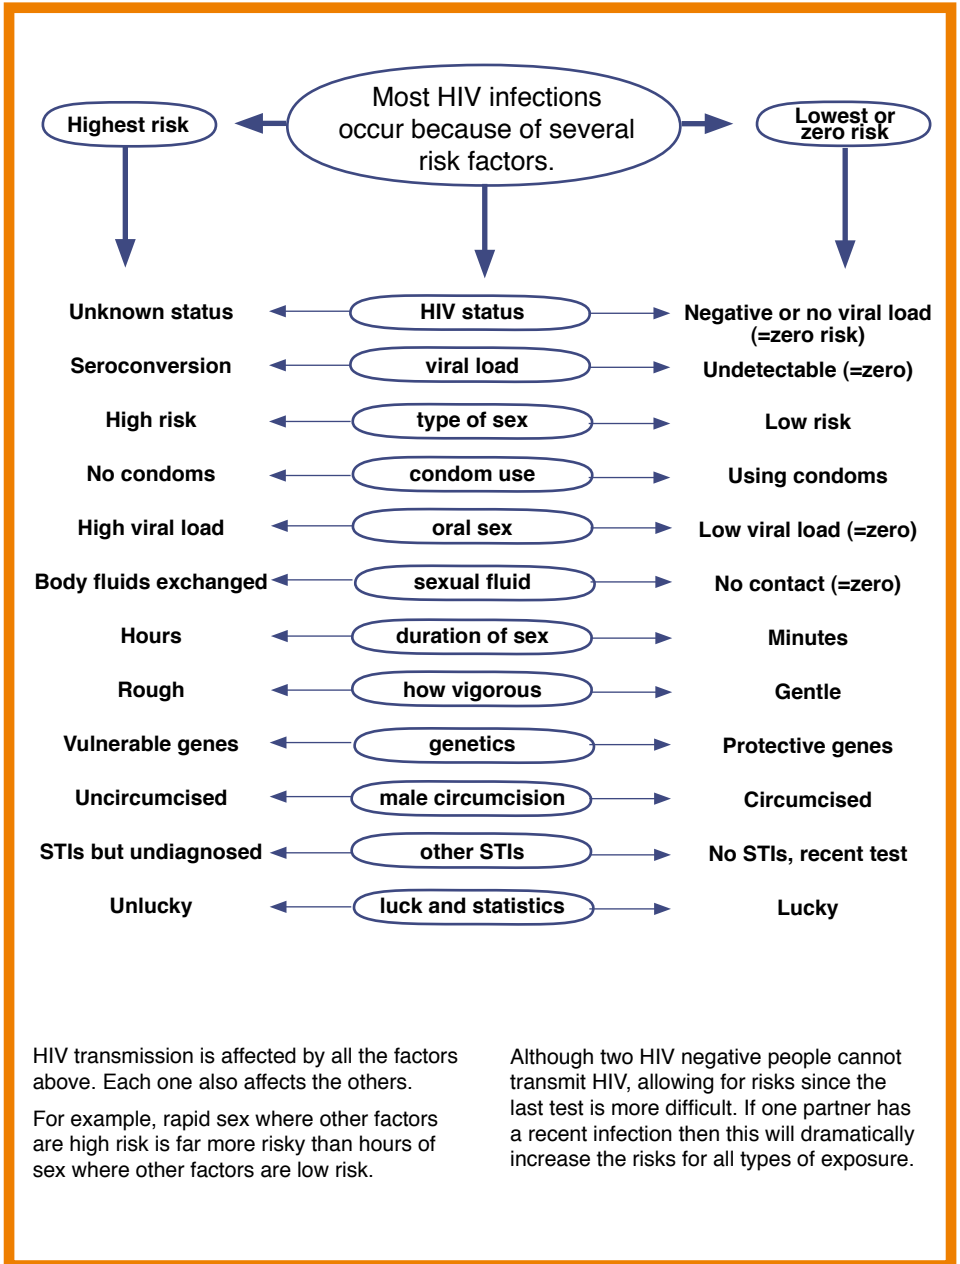 Most HIV infections
occur because of several
risk factors.
Highest risk
Lowest or
zero risk
Unknown status
HIV status
Negative or no viral load
(=zero risk)
Seroconversion
viral load
Undetectable (=zero)
High risk
type of sex
Low risk
No condoms
condom use
Using condoms
High viral load
oral sex
Low viral load (=zero)
Body fluids exchanged
sexual fluid
No contact (=zero)
Hours
duration of sex
Minutes
Rough
how vigorous
Gentle
Vulnerable genes
genetics
Protective genes
Uncircumcised
male circumcision
Circumcised
STIs but undiagnosed
other STIs
No STIs, recent test
Unlucky
luck and statistics
Lucky
HIV transmission is affected by all the factors
above. Each one also affects the others.
For example, rapid sex where other factors
are high risk is far more risky than hours of
sex where other factors are low risk.
Although two HIV negative people cannot
transmit HIV, allowing for risks since the
last test is more difficult. If one partner has
a recent infection then this will dramatically
increase the risks for all types of exposure.